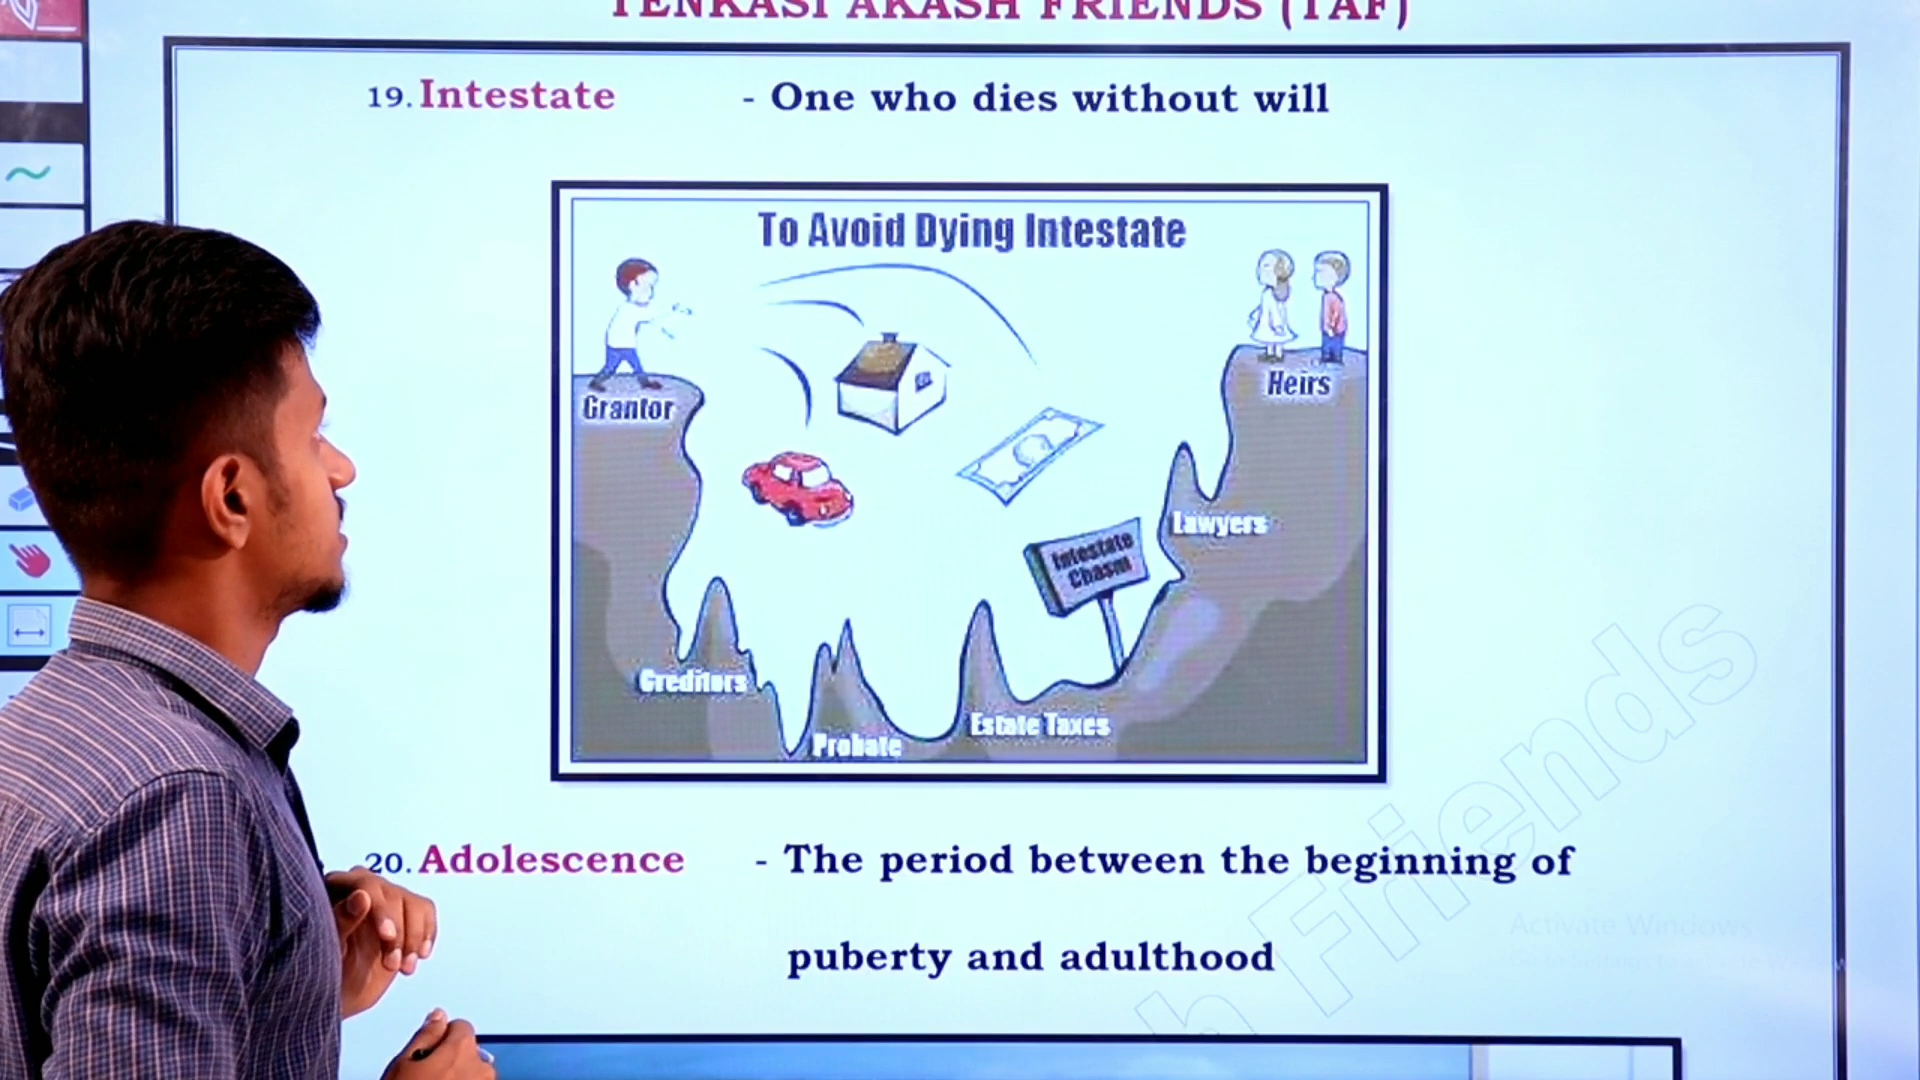 TENKASI AKASH FRIENDS (TAF)
19. Intestate - One who dies without will
To Avoid Dying Intestate
Grantor
Heirs
Lawyers
Intestate
Chasm
Creditors
Estate Taxes
Probate
20. Adolescence - The period between the beginning of
puberty and adulthood
h Friends
Activate Windows